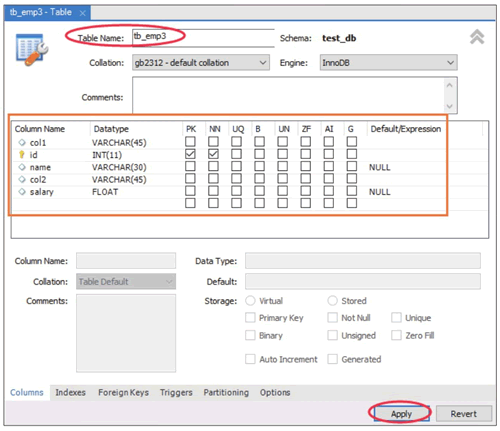 tb_emp3 - Table ×
Table Name: tb_emp3 Schema: test_db
Collation: gb2312 - default collation Engine: InnoDB
Comments:
Column Name Datatype PK NN UQ B UN ZF AI G Default/Expression
col1 VARCHAR(45)
id INT(11)
name VARCHAR(30) NULL
col2 VARCHAR(45)
salary FLOAT NULL
Column Name: Data Type:
Collation: Table Default Default:
Comments: Storage: Virtual Stored
Primary Key Not Null Unique
Binary Unsigned Zero Fill
Auto Increment Generated
Columns Indexes Foreign Keys Triggers Partitioning Options
Apply Revert